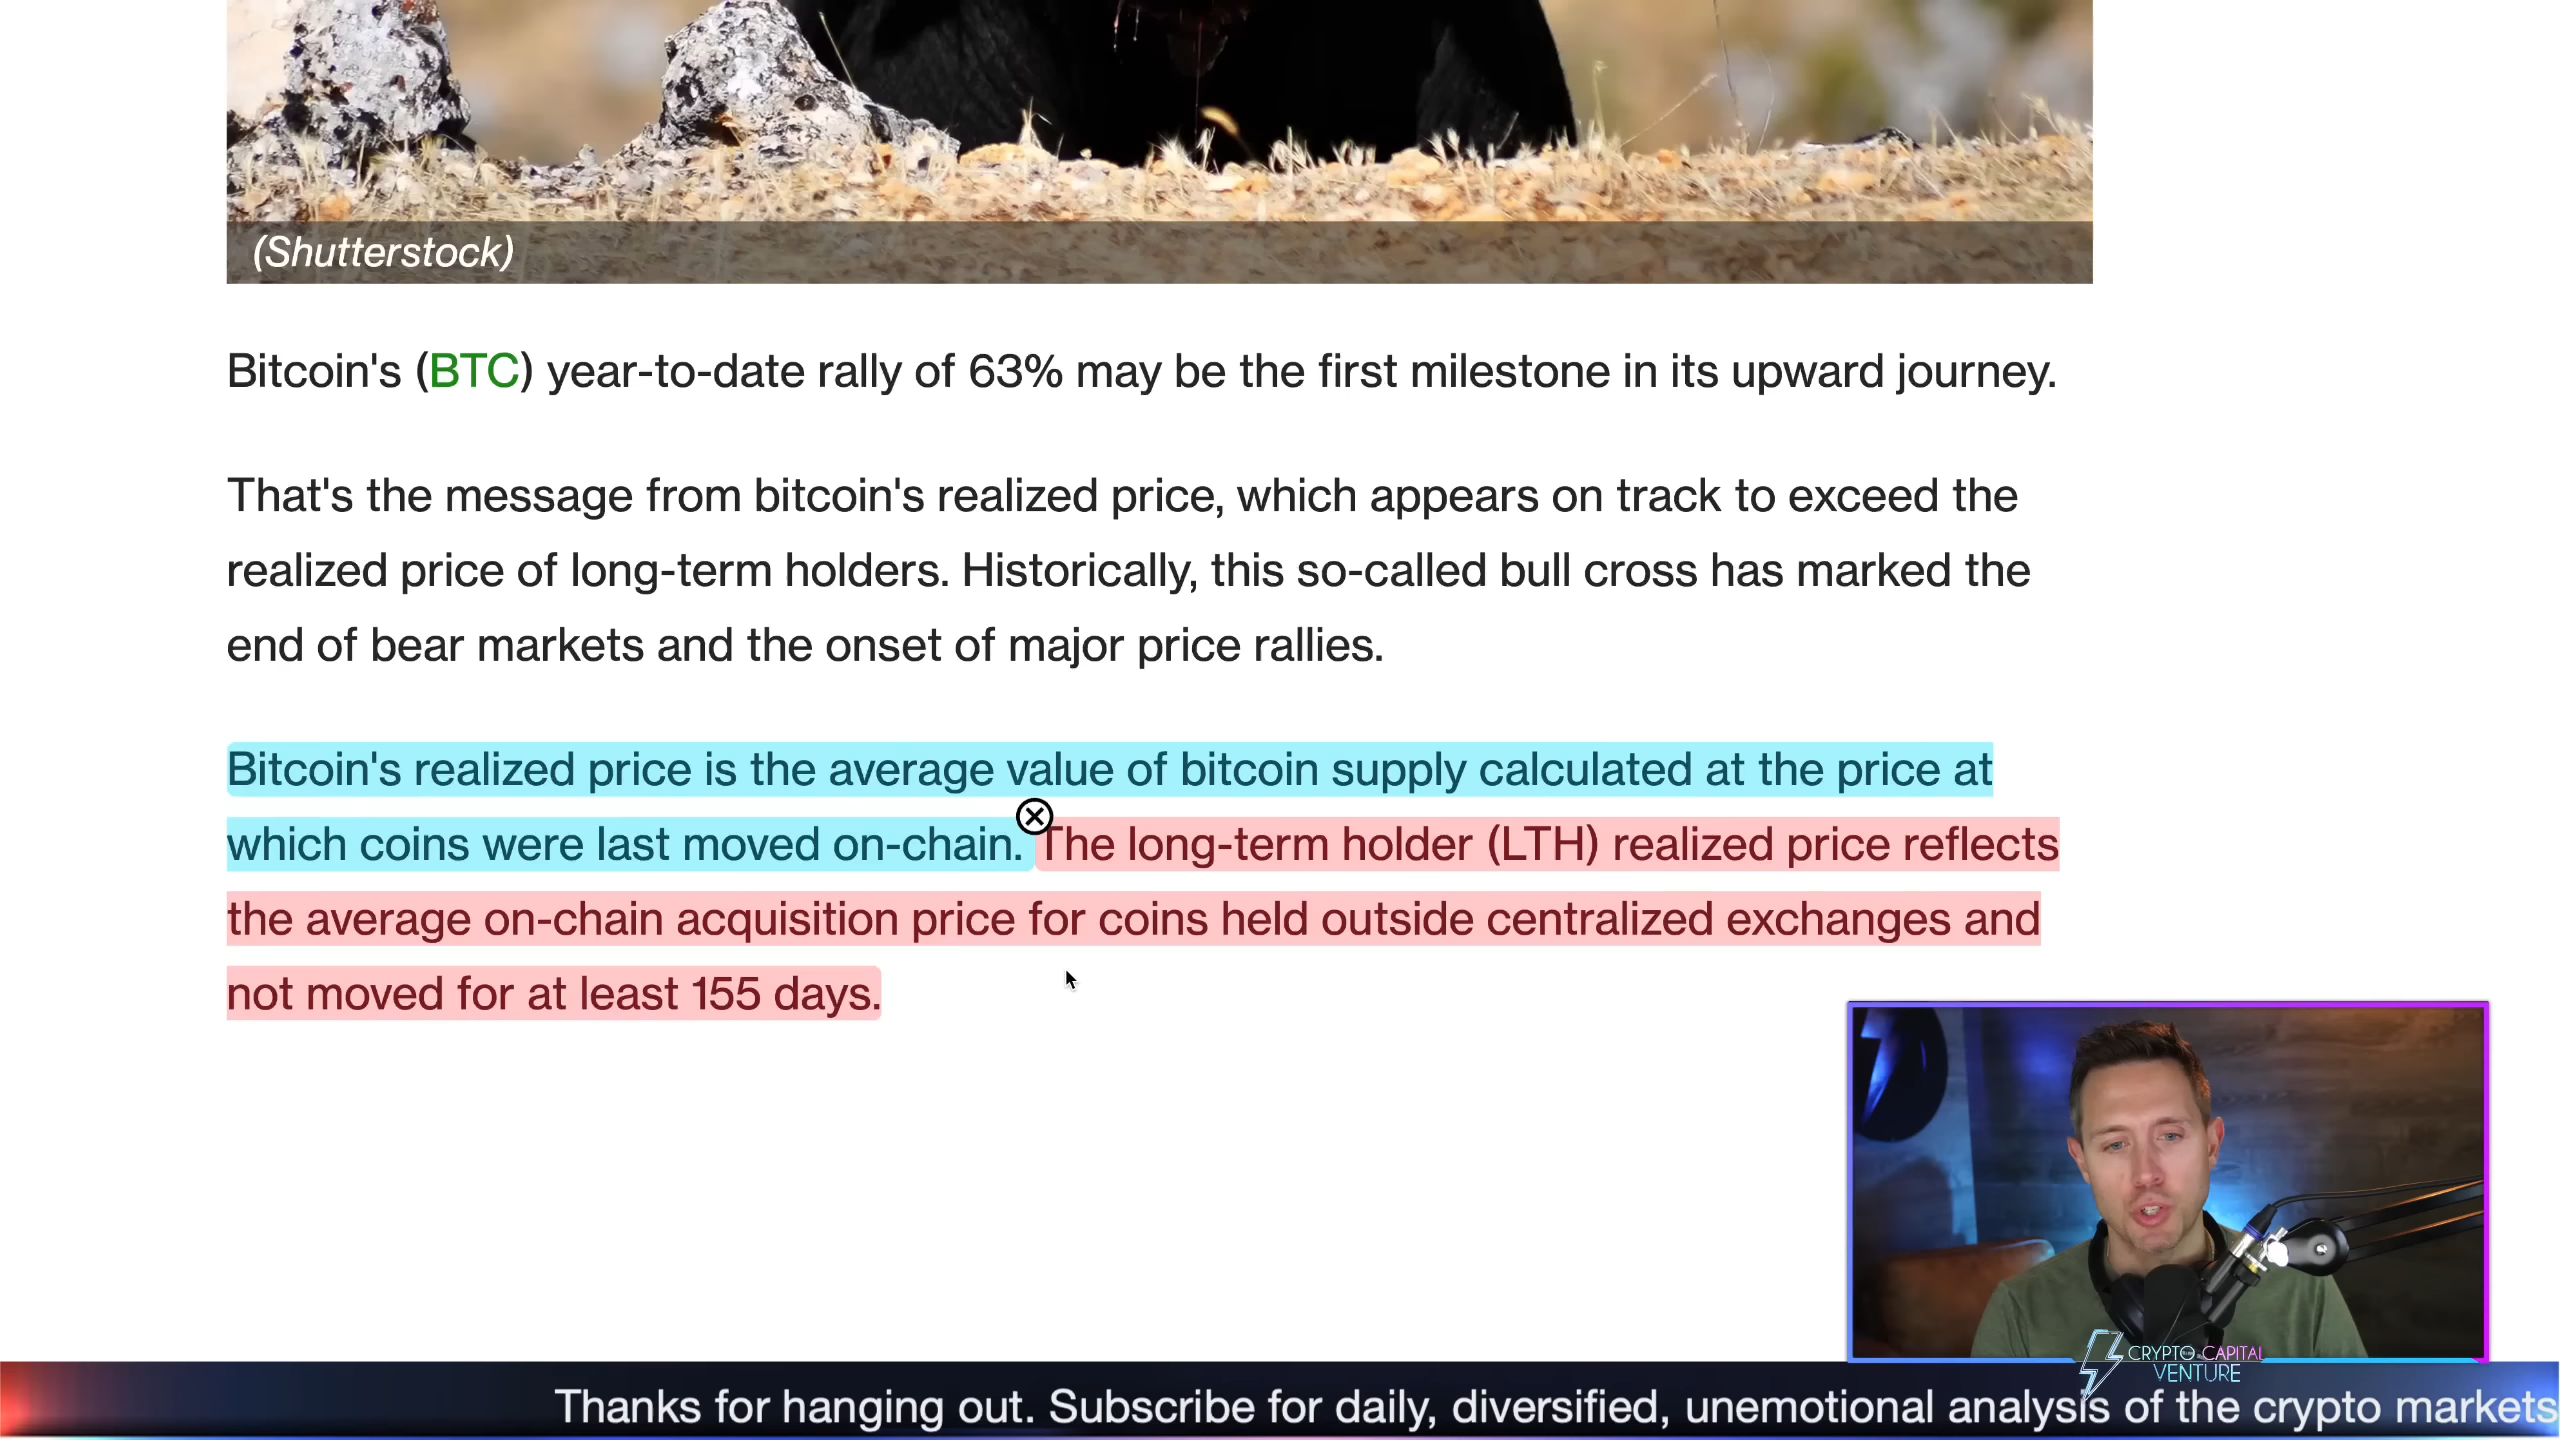 (Shutterstock)
Bitcoin's (BTC) year-to-date rally of 63% may be the first milestone in its upward journey.
That's the message from bitcoin's realized price, which appears on track to exceed the
realized price of long-term holders. Historically, this so-called bull cross has marked the
end of bear markets and the onset of major price rallies.
Bitcoin's realized price is the average value of bitcoin supply calculated at the price at
which coins were last moved on-chain. The long-term holder (LTH) realized price reflects
the average on-chain acquisition price for coins held outside centralized exchanges and
not moved for at least 155 days.
CRYPTO CAPITAL
VENTURE
Thanks for hanging out. Subscribe for daily, diversified, unemotional analysis of the crypto markets